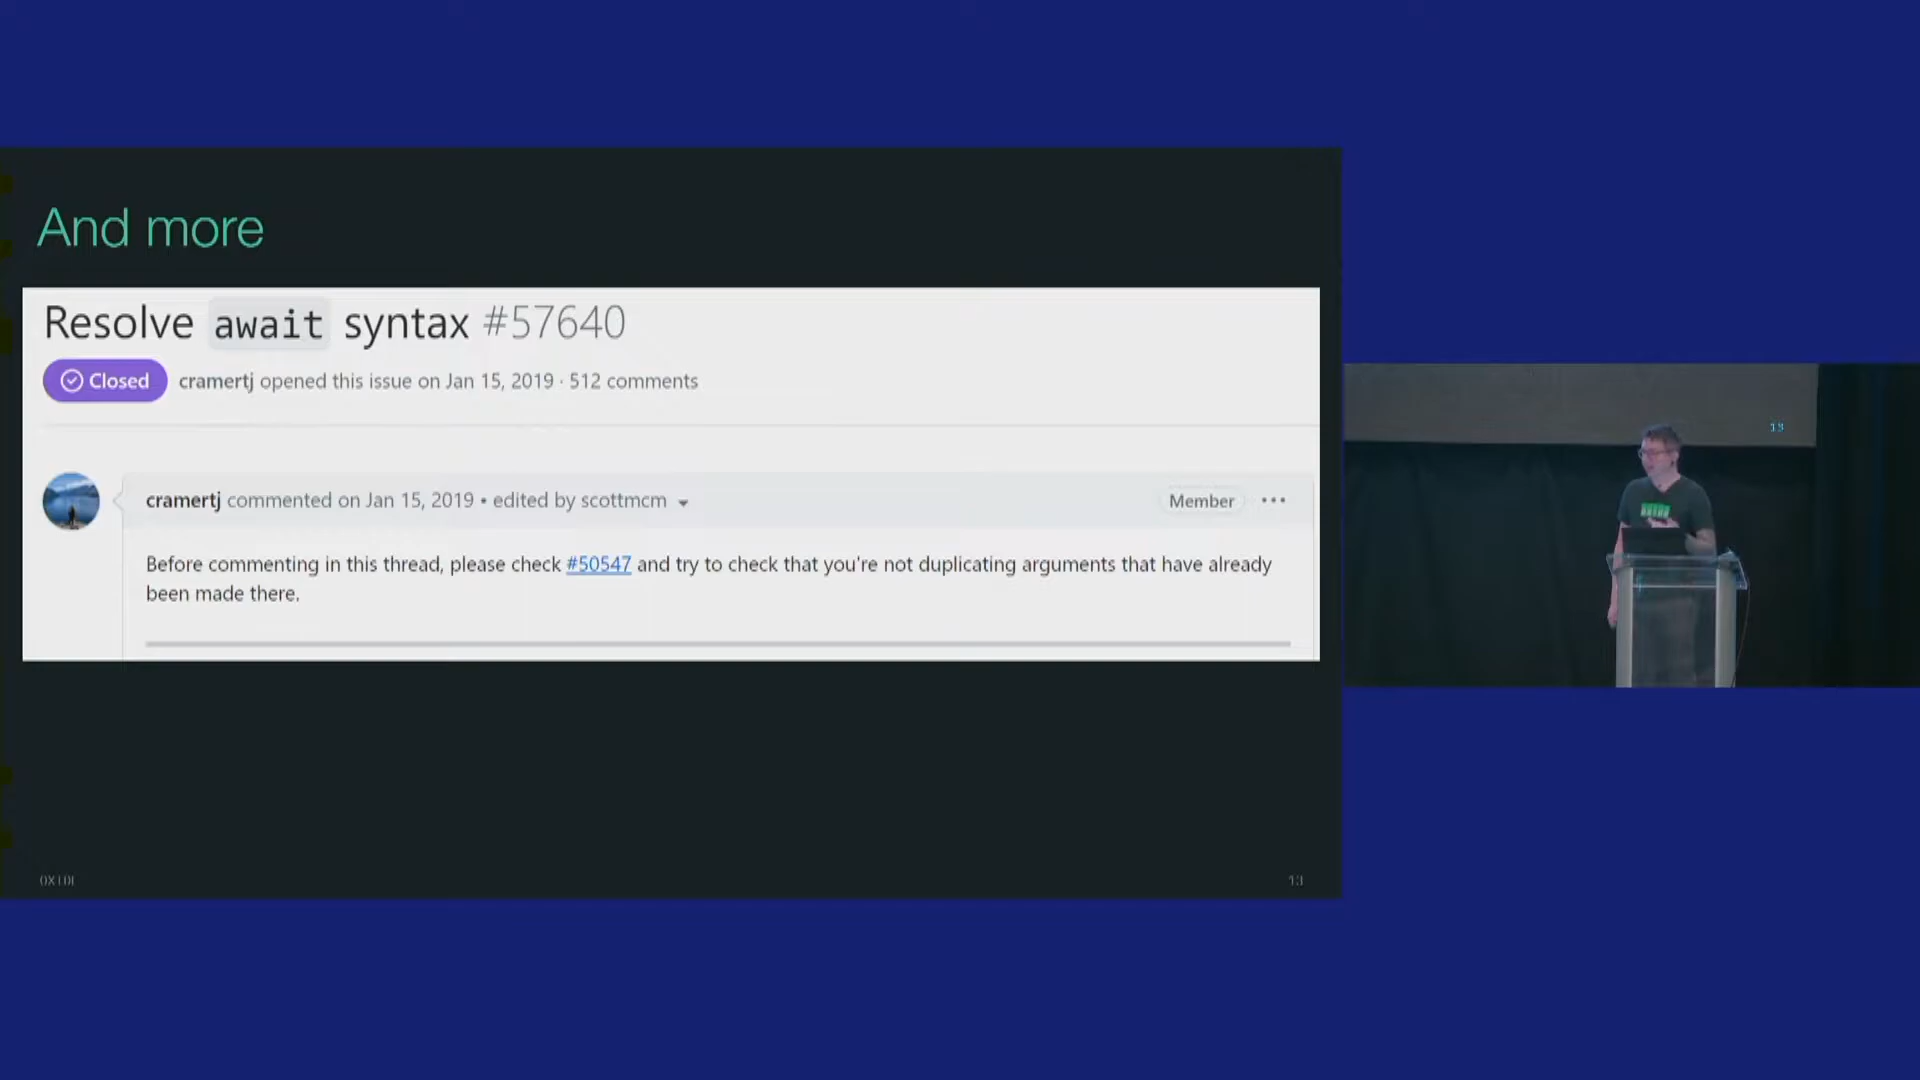 And more
Resolve await syntax #57640
Closed cramertj opened this issue on Jan 15, 2019 · 512 comments
cramertj commented on Jan 15, 2019 • edited by scottmcm
Member
Before commenting in this thread, please check #50547 and try to check that you're not duplicating arguments that have already
been made there.
13
13